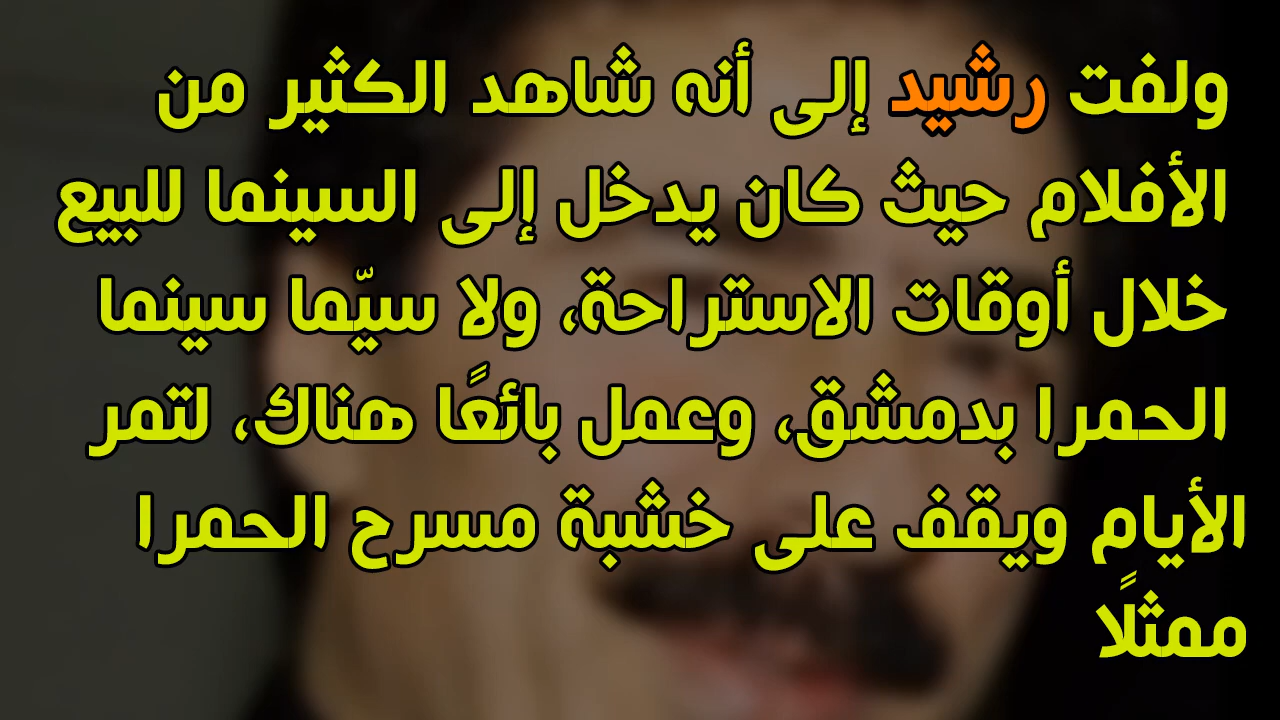 ولفت رشيد إلى أنه شاهد الكثير من
الأفلام حيث كان يدخل إلى السينما للبيع
خلال أوقات الاستراحة، ولا سيّما سينما
الحمرا بدمشق، وعمل بائعًا هناك، لتمر
الأيام ويقف على خشبة مسرح الحمرا
ممثلًا